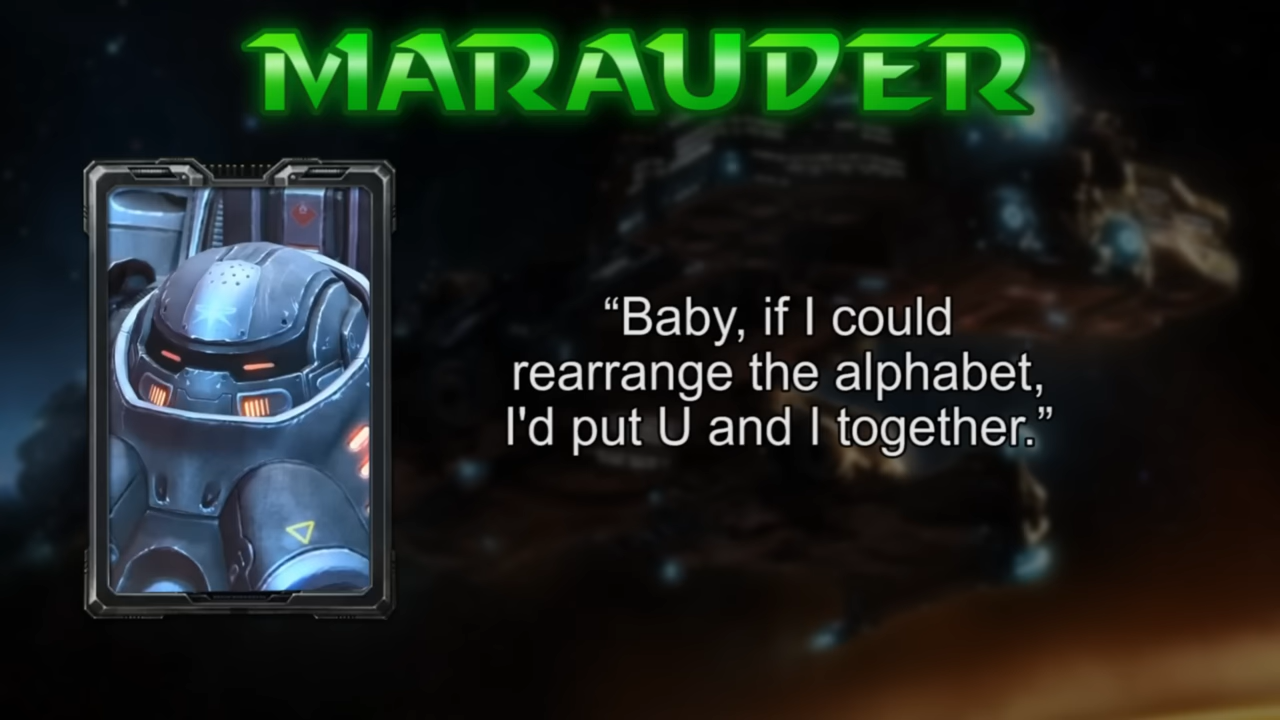 MARAUDER
“Baby, if I could
rearrange the alphabet,
I'd put U and I together.”